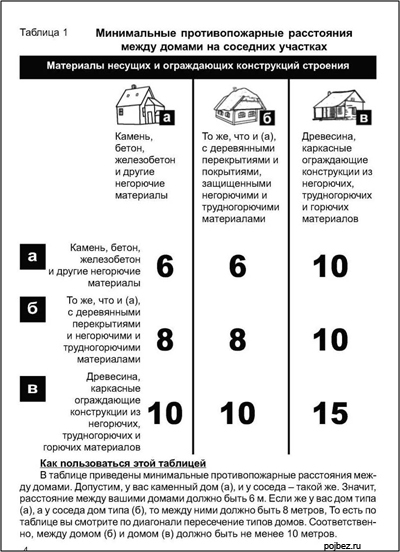 Таблица 1
Минимальные противопожарные расстояния
между домами на соседних участках
Материалы несущих и ограждающих конструкций строения
а
б
в
Камень,
бетон,
железобетон
и другие
негорючие
материалы
То же, что и (а),
с деревянными
перекрытиями и
покрытиями,
защищенными
негорючими и
трудногорючими
материалами
Древесина,
каркасные
ограждающие
конструкции из
негорючих,
трудногорючих
и горючих
материалов
а
Камень, бетон,
железобетон
и другие негорючие
материалы
6
6
10
б
То же, что и (а),
с деревянными
перекрытиями
и негорючими и
трудногорючими
материалами
8
8
10
в
Древесина,
каркасные
ограждающие
конструкции из
негорючих,
трудногорючих и
горючих материалов
10
10
15
Как пользоваться этой таблицей
В таблице приведены минимальные противопожарные расстояния меж-
ду домами. Допустим, у вас каменный дом (а), и у соседа – такой же. Значит,
расстояние между вашими домами должно быть 6 м. Если же у вас дом типа
(а), а у соседа дом типа (б), то между ними должно быть 8 метров, То есть по
таблице вы смотрите по диагонали пересечение типов домов. Соответствен-
но, между домом (б) и домом (в) должно быть не менее 10 метров.
4
pojbez.ru